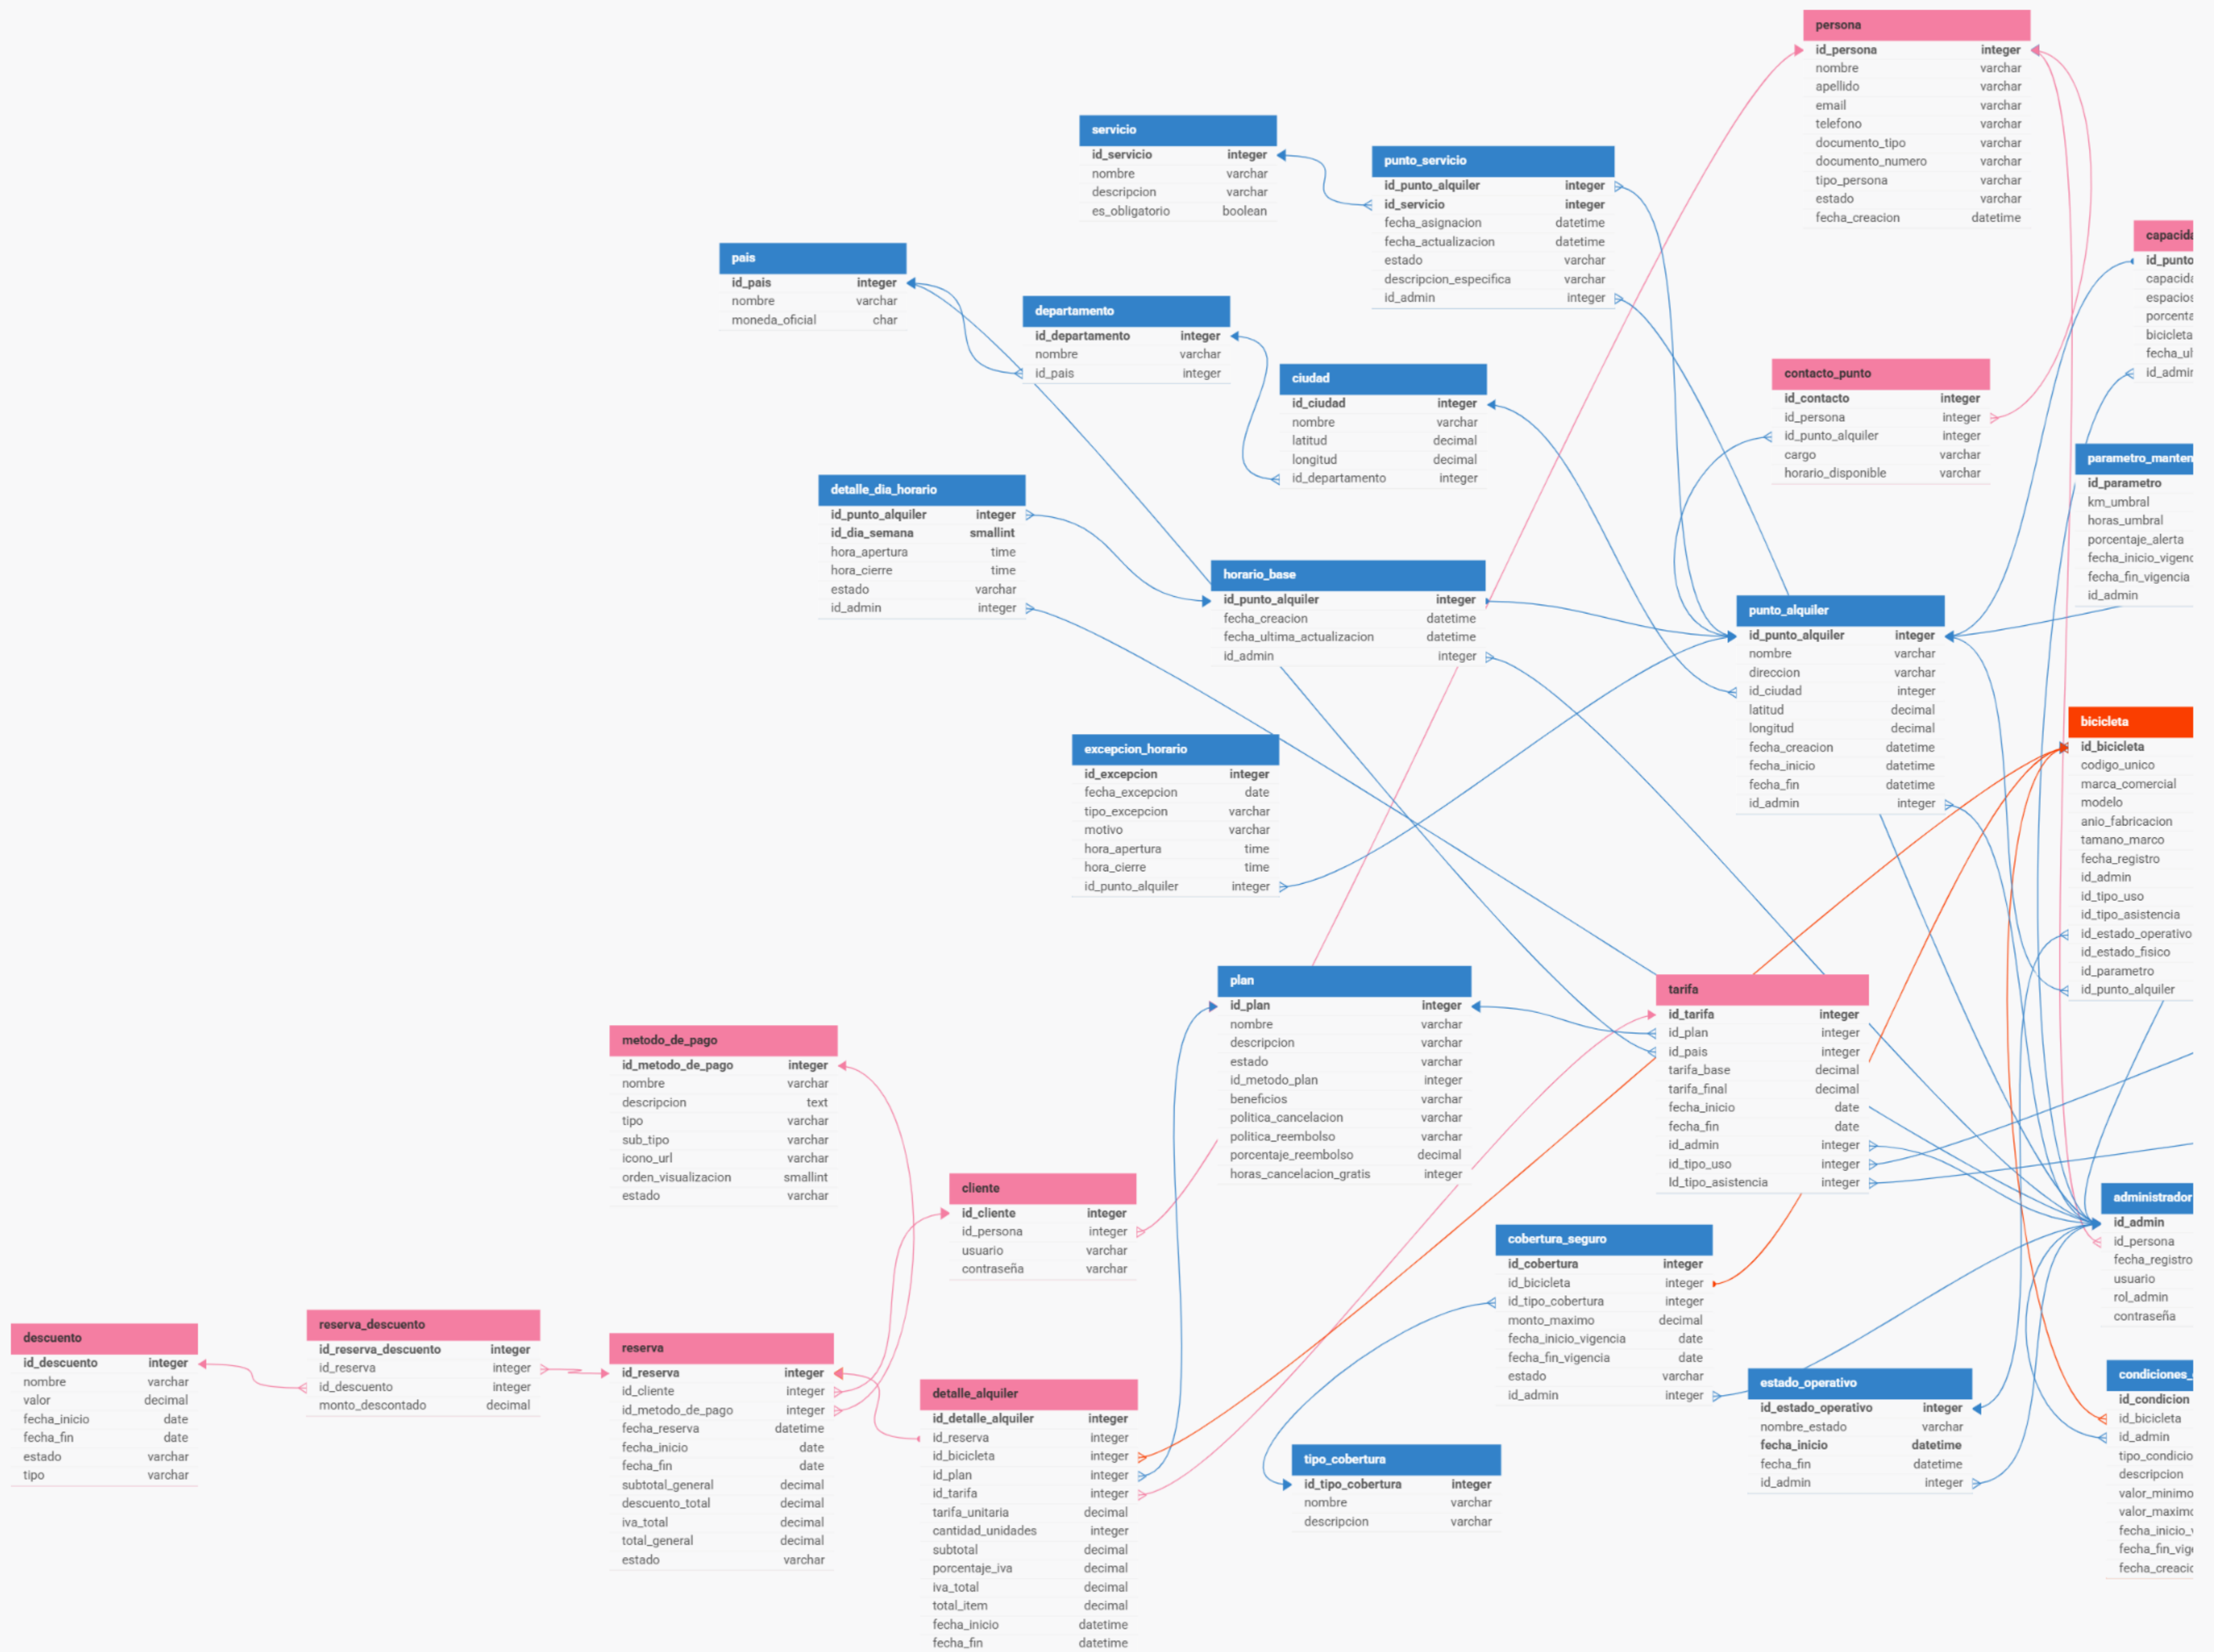 persona
id_persona integer
nombre varchar
apellido varchar
email varchar
telefono varchar
documento_tipo varchar
documento_numero varchar
tipo_persona varchar
estado varchar
fecha_creacion datetime
servicio
id_servicio integer
nombre varchar
descripcion varchar
es_obligatorio boolean
punto_servicio
id_punto_alquiler integer
id_servicio integer
fecha_asignacion datetime
fecha_actualizacion datetime
estado varchar
descripcion_especifica varchar
id_admin integer
pais
id_pais integer
nombre varchar
moneda_oficial char
departamento
id_departamento integer
nombre varchar
id_pais integer
ciudad
id_ciudad integer
nombre varchar
latitud decimal
longitud decimal
id_departamento integer
capacida
id_punto
capacida
espacios
porcenta
bicicleta
fecha_ul
id_admin
contacto_punto
id_contacto integer
id_persona integer
id_punto_alquiler integer
cargo varchar
horario_disponible varchar
parametro_manten
id_parametro
km_umbral
horas_umbral
porcentaje_alerta
fecha_inicio_vigenc
fecha_fin_vigencia
id_admin
detalle_dia_horario
id_punto_alquiler integer
id_dia_semana smallint
hora_apertura time
hora_cierre time
estado varchar
id_admin integer
horario_base
id_punto_alquiler integer
fecha_creacion datetime
fecha_ultima_actualizacion datetime
id_admin integer
punto_alquiler
id_punto_alquiler integer
nombre varchar
direccion varchar
id_ciudad integer
latitud decimal
longitud decimal
fecha_creacion datetime
fecha_inicio datetime
fecha_fin datetime
id_admin integer
bicicleta
id_bicicleta
codigo_unico
marca_comercial
modelo
anio_fabricacion
tamano_marco
fecha_registro
id_admin
id_tipo_uso
id_tipo_asistencia
id_estado_operativo
id_estado_fisico
id_parametro
id_punto_alquiler
excepcion_horario
id_excepcion integer
fecha_excepcion date
tipo_excepcion varchar
motivo varchar
hora_apertura time
hora_cierre time
id_punto_alquiler integer
plan
id_plan integer
nombre varchar
descripcion varchar
estado varchar
id_metodo_plan integer
beneficios varchar
politica_cancelacion varchar
politica_reembolso varchar
porcentaje_reembolso decimal
horas_cancelacion_gratis integer
tarifa
id_tarifa integer
id_plan integer
id_pais integer
tarifa_base decimal
tarifa_final decimal
fecha_inicio date
fecha_fin date
id_admin integer
id_tipo_uso integer
Id_tipo_asistencia integer
metodo_de_pago
id_metodo_de_pago integer
nombre varchar
descripcion text
tipo varchar
sub_tipo varchar
icono_url varchar
orden_visualizacion smallint
estado varchar
cliente
id_cliente integer
id_persona integer
usuario varchar
contraseña varchar
administrador
id_admin
id_persona
fecha_registro
usuario
rol_admin
contraseña
cobertura_seguro
id_cobertura integer
id_bicicleta integer
id_tipo_cobertura integer
monto_maximo decimal
fecha_inicio_vigencia date
fecha_fin_vigencia date
estado varchar
id_admin integer
descuento
id_descuento integer
nombre varchar
valor decimal
fecha_inicio date
fecha_fin date
estado varchar
tipo varchar
reserva_descuento
id_reserva_descuento integer
id_reserva integer
id_descuento integer
monto_descontado decimal
reserva
id_reserva integer
id_cliente integer
id_metodo_de_pago integer
fecha_reserva datetime
fecha_inicio date
fecha_fin date
subtotal_general decimal
descuento_total decimal
iva_total decimal
total_general decimal
estado varchar
detalle_alquiler
id_detalle_alquiler integer
id_reserva integer
id_bicicleta integer
id_plan integer
id_tarifa integer
tarifa_unitaria decimal
cantidad_unidades integer
subtotal decimal
porcentaje_iva decimal
iva_total decimal
total_item decimal
fecha_inicio datetime
fecha_fin datetime
tipo_cobertura
id_tipo_cobertura integer
nombre varchar
descripcion varchar
estado_operativo
id_estado_operativo integer
nombre_estado varchar
fecha_inicio datetime
fecha_fin datetime
id_admin integer
condiciones_
id_condicion
id_bicicleta
id_admin
tipo_condicio
descripcion
valor_minimo
valor_maximo
fecha_inicio_v
fecha_fin_vige
fecha_creacio